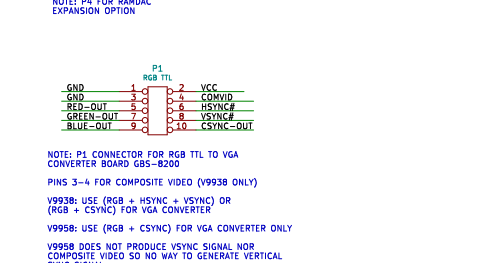 NOTE: P4 FOR RAMDAC
EXPANSION OPTION
P1
RGB TTL
GND 1 2 VCC
GND 3 4 COMVID
RED-OUT 5 6 HSYNC#
GREEN-OUT 7 8 VSYNC#
BLUE-OUT 9 10 CSYNC-OUT
NOTE: P1 CONNECTOR FOR RGB TTL TO VGA
CONVERTER BOARD GBS-8200
PINS 3-4 FOR COMPOSITE VIDEO (V9938 ONLY)
V9938: USE (RGB + HSYNC + VSYNC) OR
(RGB + CSYNC) FOR VGA CONVERTER
V9958: USE (RGB + CSYNC) FOR VGA CONVERTER ONLY
V9958 DOES NOT PRODUCE VSYNC SIGNAL NOR
COMPOSITE VIDEO SO NO WAY TO GENERATE VERTICAL
SYNC SIGNAL